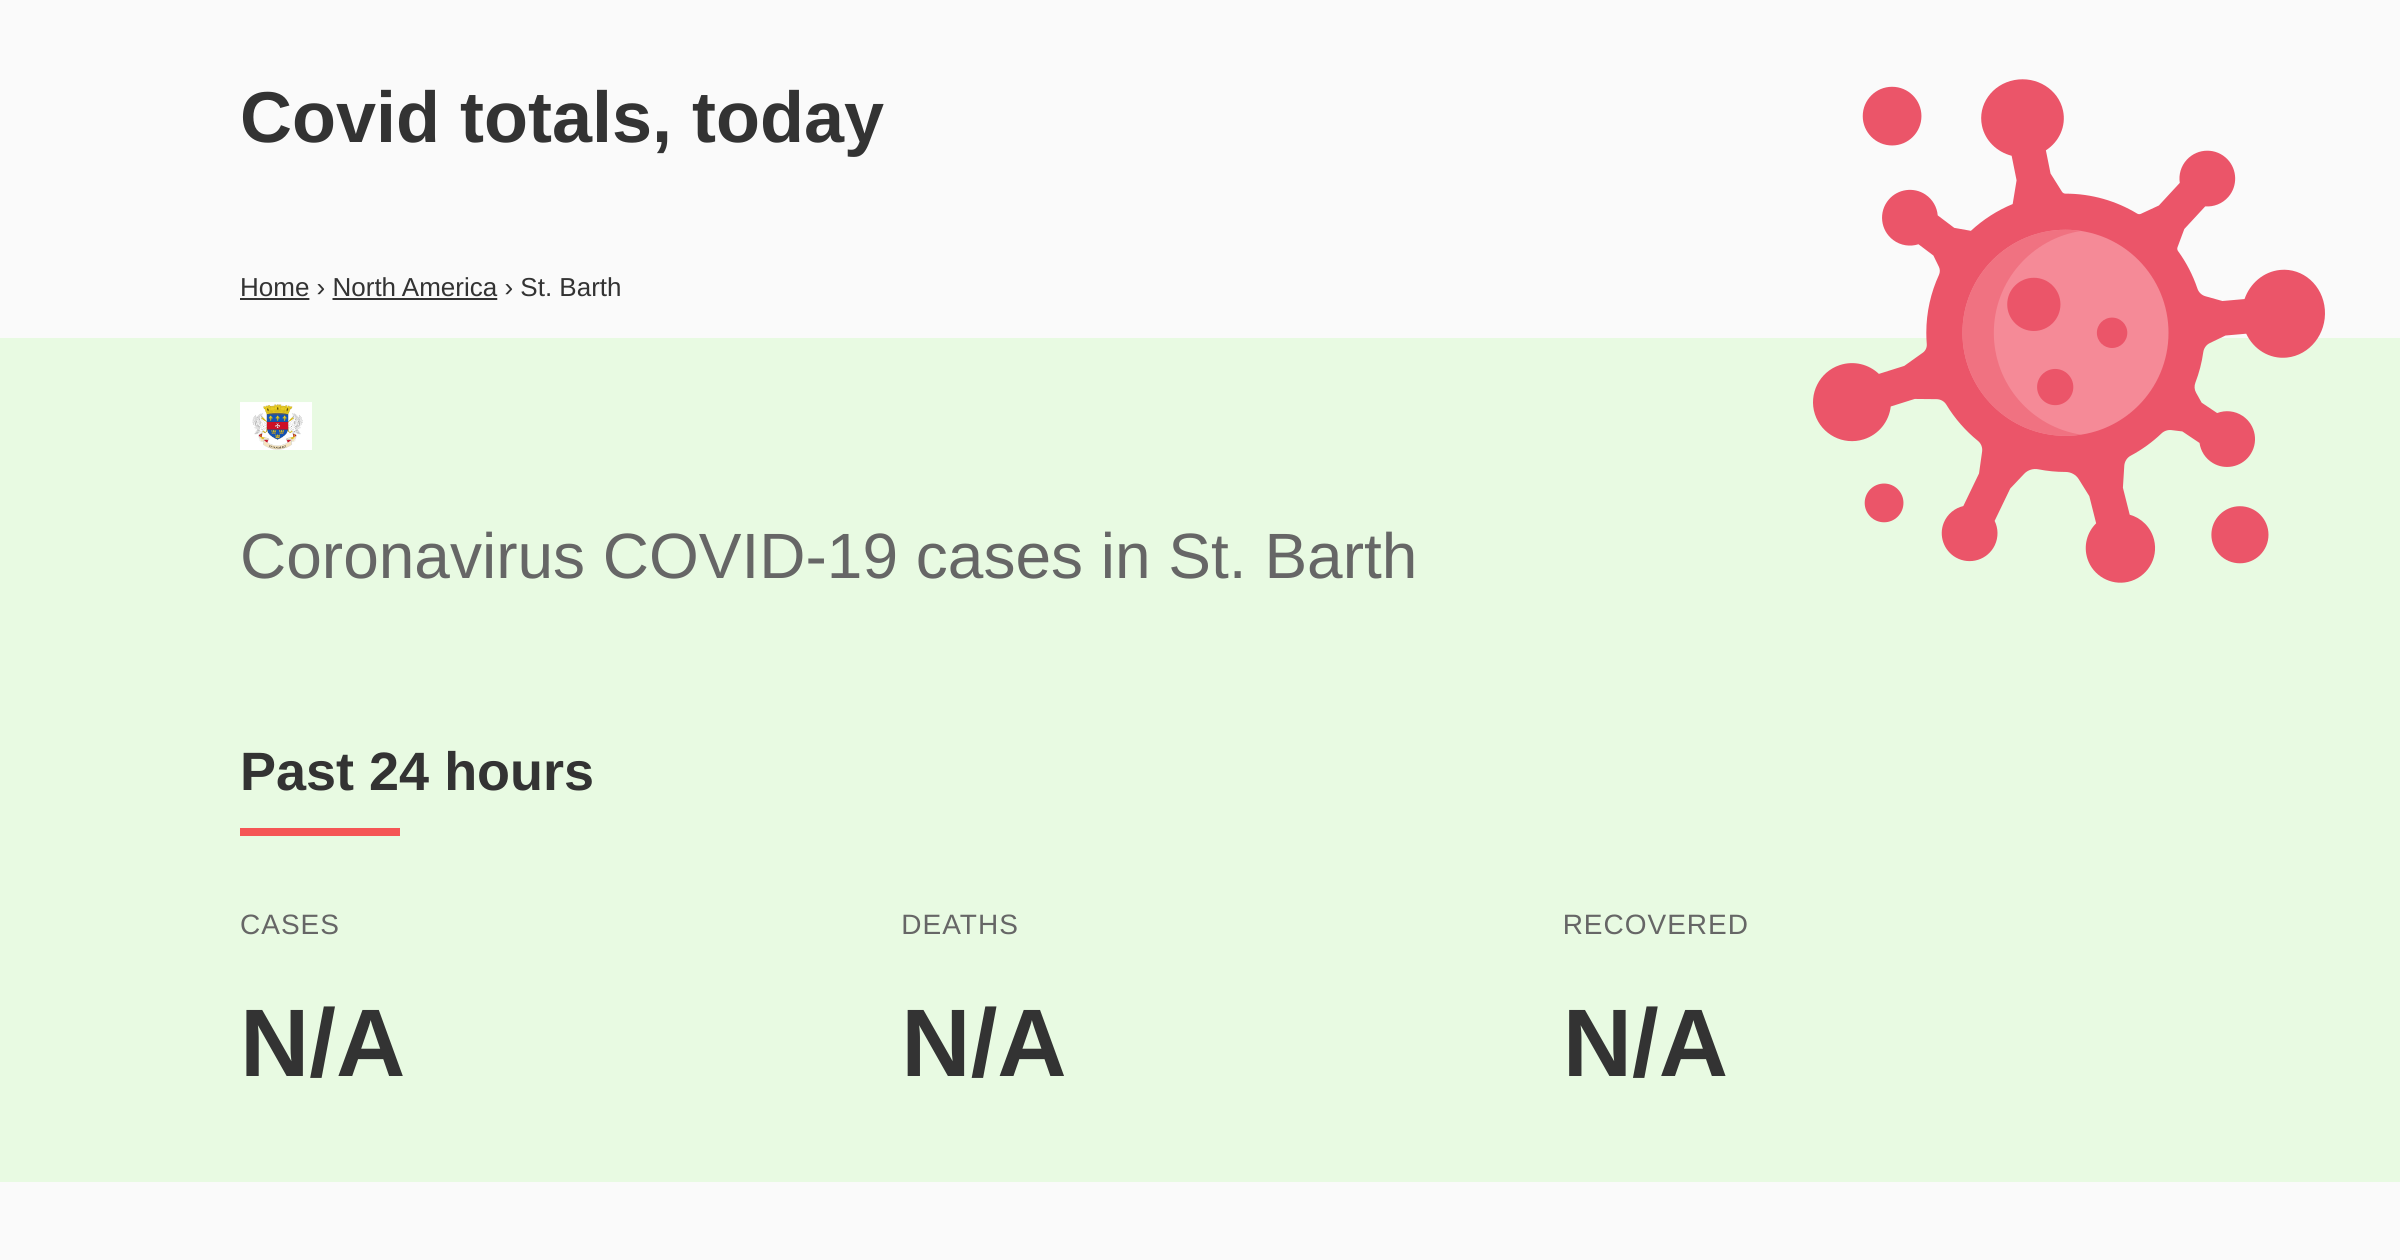 Covid totals, today
Home › North America › St. Barth
Coronavirus COVID-19 cases in St. Barth
Past 24 hours
CASES
DEATHS
RECOVERED
N/A
N/A
N/A